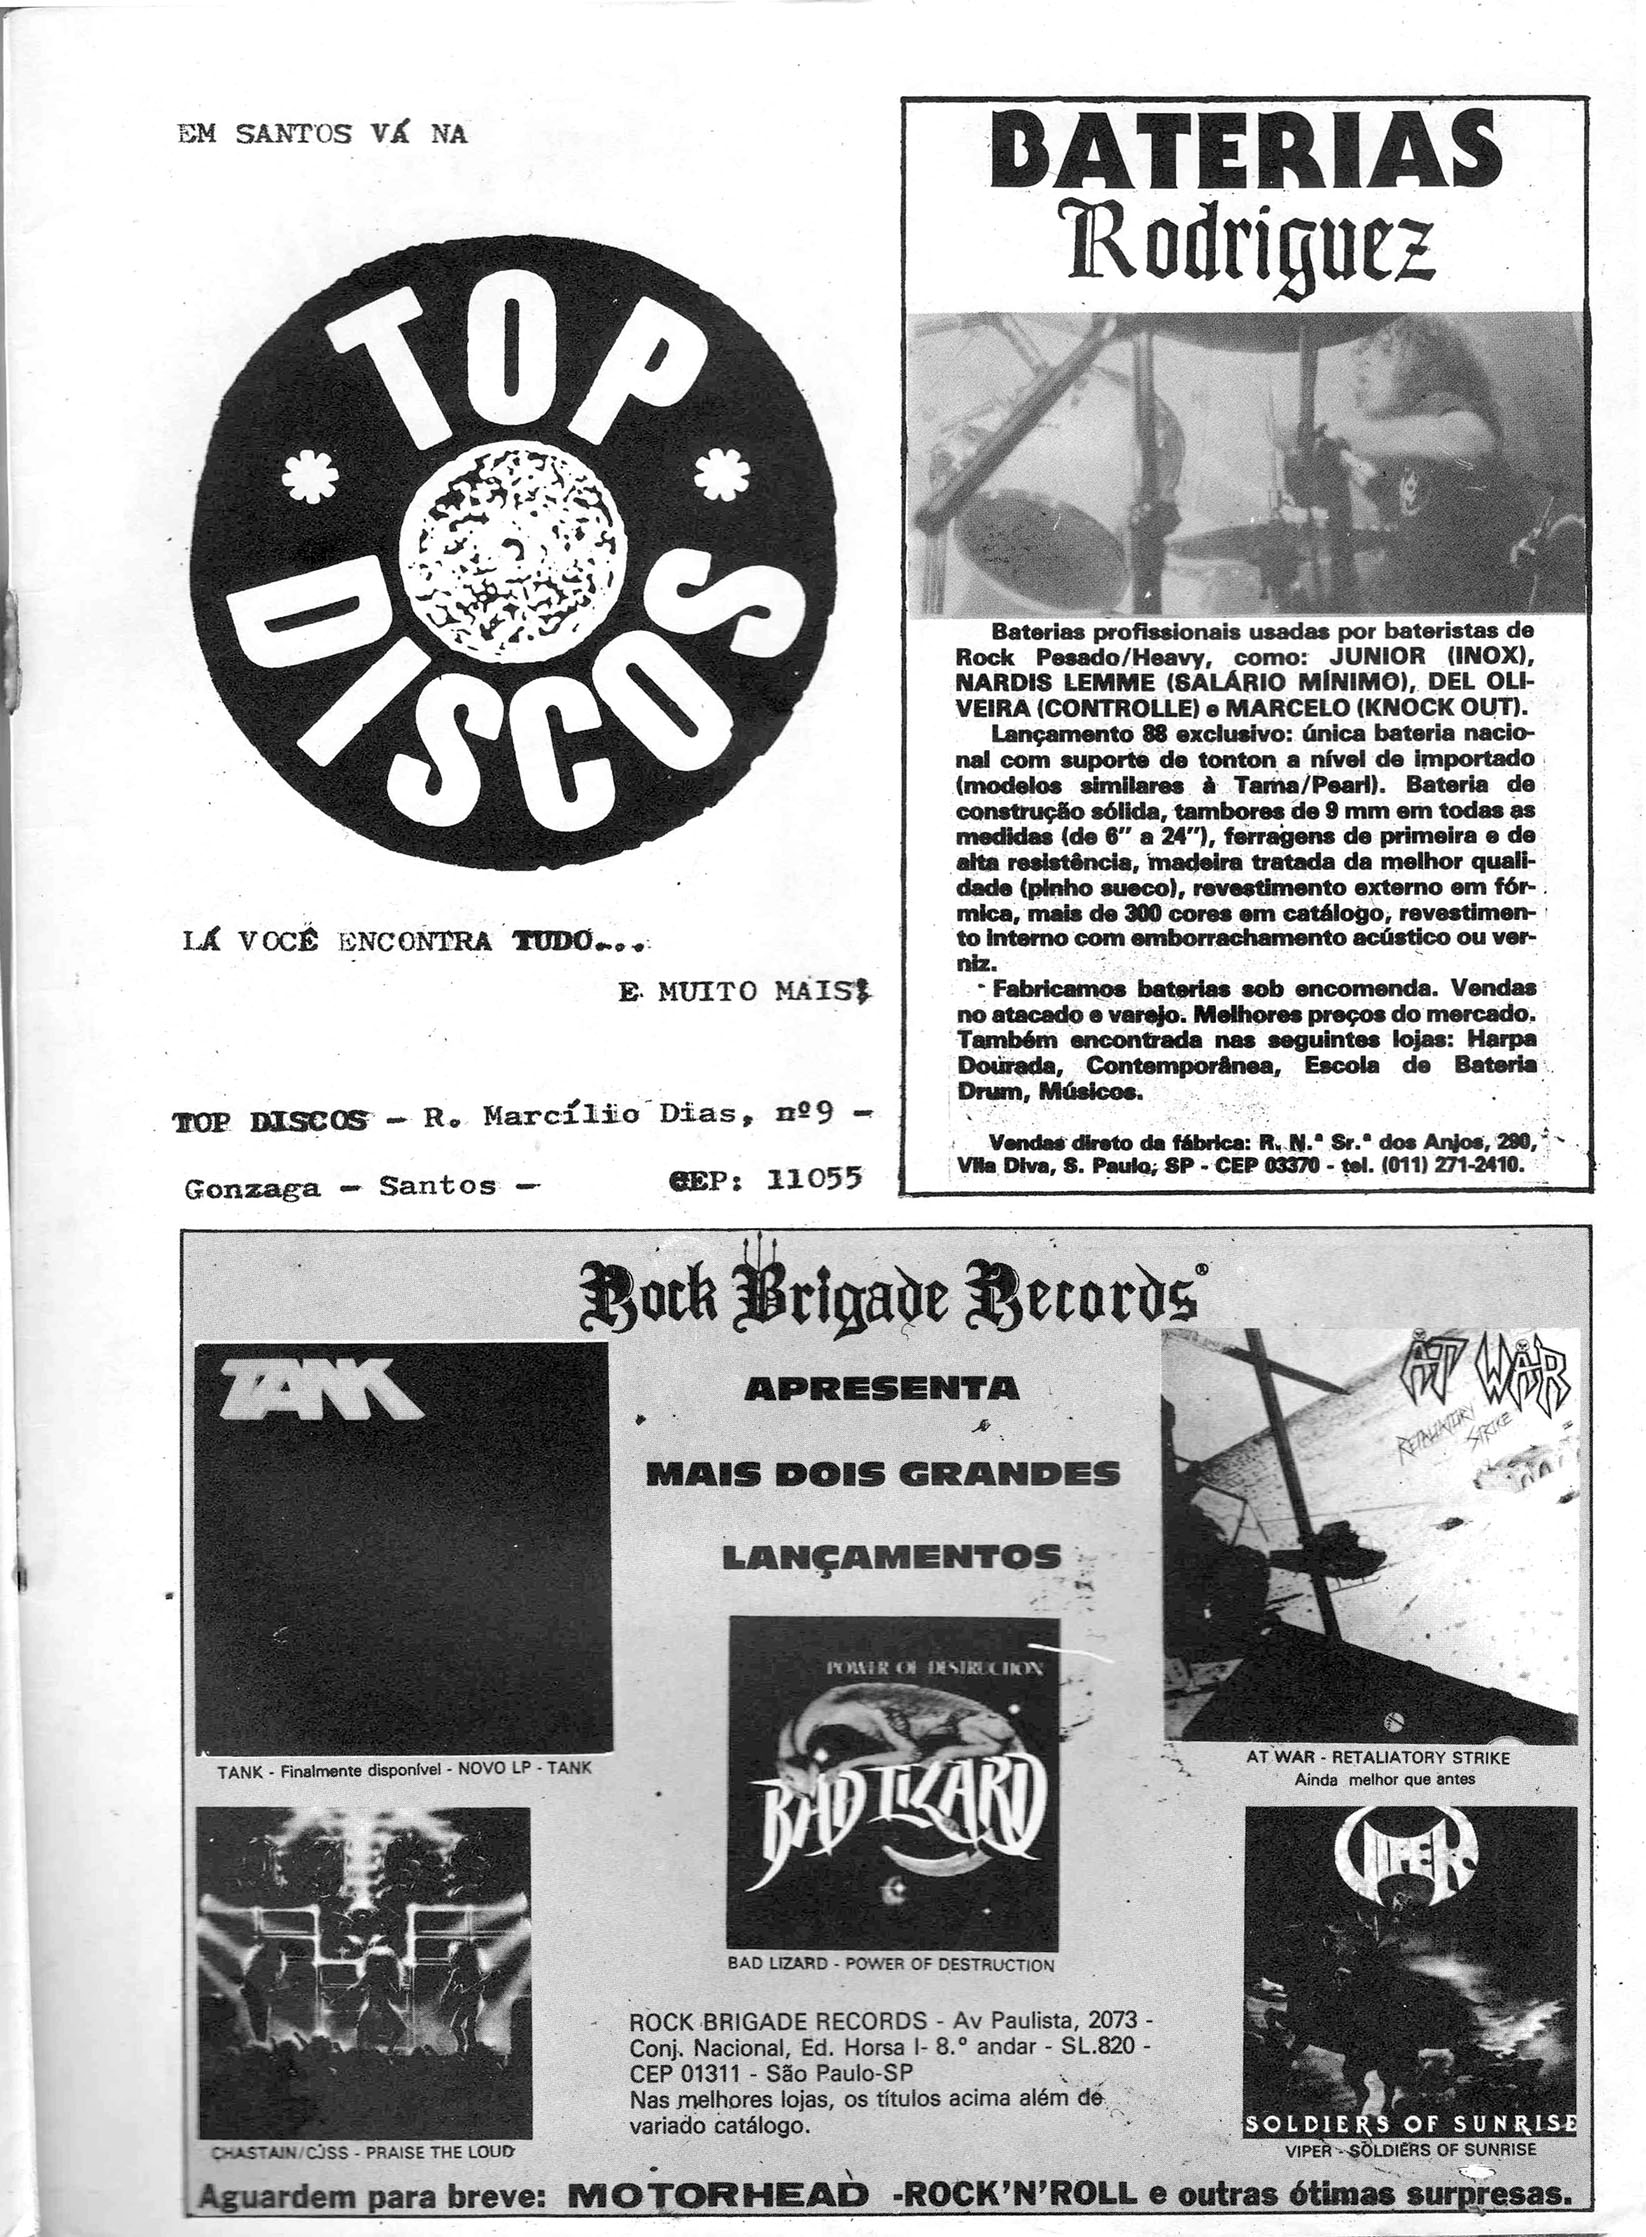 EM SANTOS VÁ NA
TOP
DISCOS
LÁ VOCÊ ENCONTRA TUDO...
E MUITO MAIS!
TOP DISCOS - R. Marcílio Dias, nº9 -
Gonzaga - Santos - CEP: 11055
BATERIAS
Rodriguez
Baterias profissionais usadas por bateristas de
Rock Pesado/Heavy, como: JUNIOR (INOX),
NARDIS LEMME (SALÁRIO MÍNIMO), DEL OLI-
VEIRA (CONTROLLE) e MARCELO (KNOCK OUT).
Lançamento 88 exclusivo: única bateria nacio-
nal com suporte de tonton a nível de importado
(modelos similares à Tama/Pearl). Bateria de
construção sólida, tambores de 9 mm em todas as
medidas (de 6" a 24"), ferragens de primeira e de
alta resistência, madeira tratada da melhor quali-
dade (pinho sueco), revestimento externo em fór-
mica, mais de 300 cores em catálogo, revestimen-
to interno com emborrachamento acústico ou ver-
niz.
Fabricamos baterias sob encomenda. Vendas
no atacado e varejo. Melhores preços do mercado.
Também encontrada nas seguintes lojas: Harpa
Dourada, Contemporânea, Escola de Bateria
Drum, Músicos.
Vendas direto da fábrica: R. N.ª Sr.ª dos Anjos, 290,
Vila Diva, S. Paulo, SP - CEP 03370 - tel. (011) 271-2410.
Rock Brigade Records®
TANK
APRESENTA
MAIS DOIS GRANDES
LANÇAMENTOS
AT WAR
RETALIATORY
STRIKE
TANK - Finalmente disponível - NOVO LP - TANK
POWER OF DESTRUCTION
BAD LIZARD
AT WAR - RETALIATORY STRIKE
Ainda melhor que antes
VIPER
BAD LIZARD - POWER OF DESTRUCTION
ROCK BRIGADE RECORDS - Av Paulista, 2073 -
Conj. Nacional, Ed. Horsa I- 8.º andar - SL.820 -
CEP 01311 - São Paulo-SP
Nas melhores lojas, os títulos acima além de
variado catálogo.
SOLDIERS OF SUNRISE
CHASTAIN/CJSS - PRAISE THE LOUD
VIPER - SOLDIERS OF SUNRISE
Aguardem para breve: MOTORHEAD -ROCK'N'ROLL e outras ótimas surpresas.